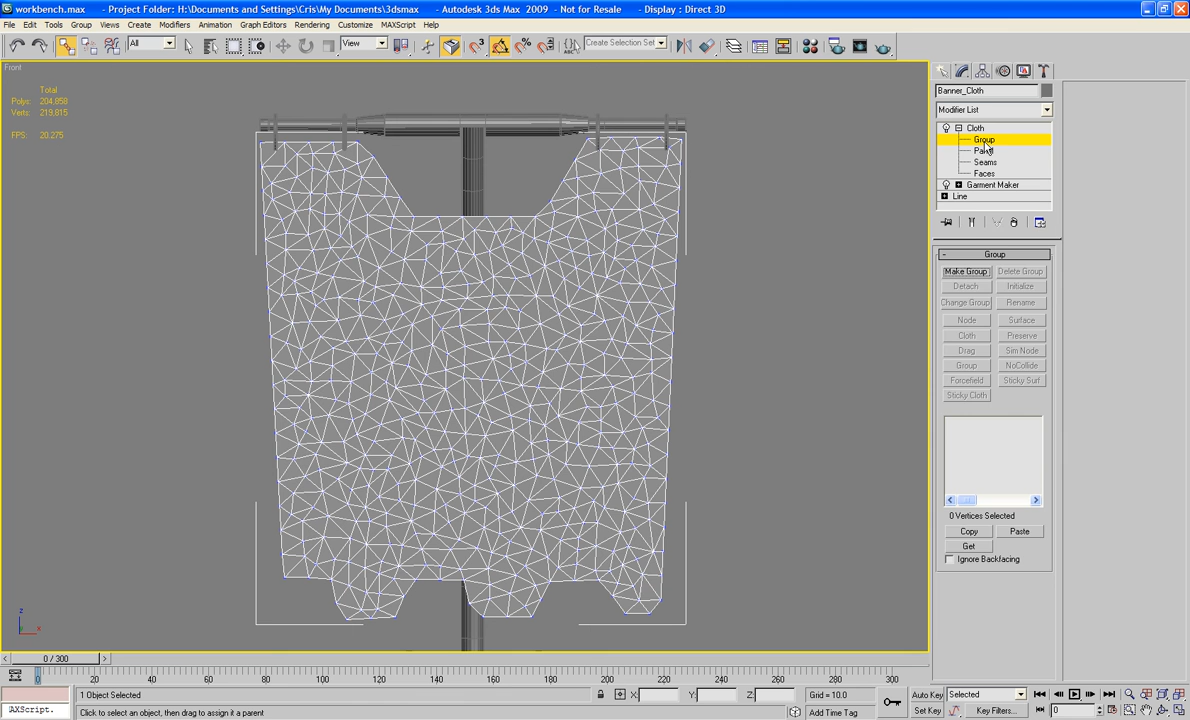 workbench.max - Project Folder: H:\Documents and Settings\Cris\My Documents\3dsmax - Autodesk 3ds Max 2009 - Not for Resale - Display : Direct 3D
File Edit Tools Group Views Create Modifiers Animation Graph Editors Rendering Customize MAXScript Help
All View Create Selection Set
Front
Total
Polys: 204.858
Verts: 219.815
FPS: 20.275
Banner_Cloth
Modifier List
Cloth
Group
Panel
Seams
Faces
Garment Maker
Line
Group
Make Group Delete Group
Detach Initialize
Change Group Rename
Node Surface
Cloth Preserve
Drag Sim Node
Group NoCollide
Forcefield Sticky Surf
Sticky Cloth
0 Vertices Selected
Copy Paste
Get
Ignore Backfacing
z
x
0 / 300
0 20 40 60 80 100 120 140 160 180 200 220 240 260 280 300
1 Object Selected X: Y: Z: Grid = 10.0 Auto Key Selected
AXScript. Click to select an object, then drag to assign it a parent Add Time Tag Set Key Key Filters... 0